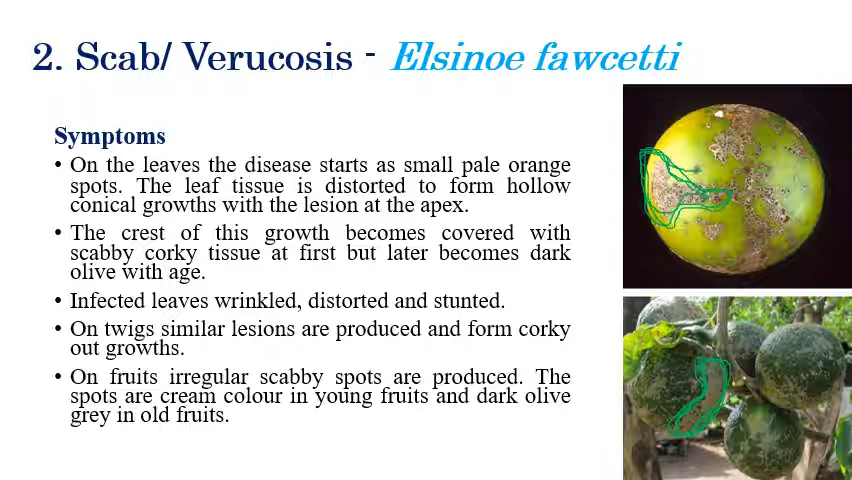 2. Scab/ Verucosis - Elsinoe fawcetti
Symptoms
• On the leaves the disease starts as small pale orange
spots. The leaf tissue is distorted to form hollow
conical growths with the lesion at the apex.
• The crest of this growth becomes covered with
scabby corky tissue at first but later becomes dark
olive with age.
• Infected leaves wrinkled, distorted and stunted.
• On twigs similar lesions are produced and form corky
out growths.
• On fruits irregular scabby spots are produced. The
spots are cream colour in young fruits and dark olive
grey in old fruits.